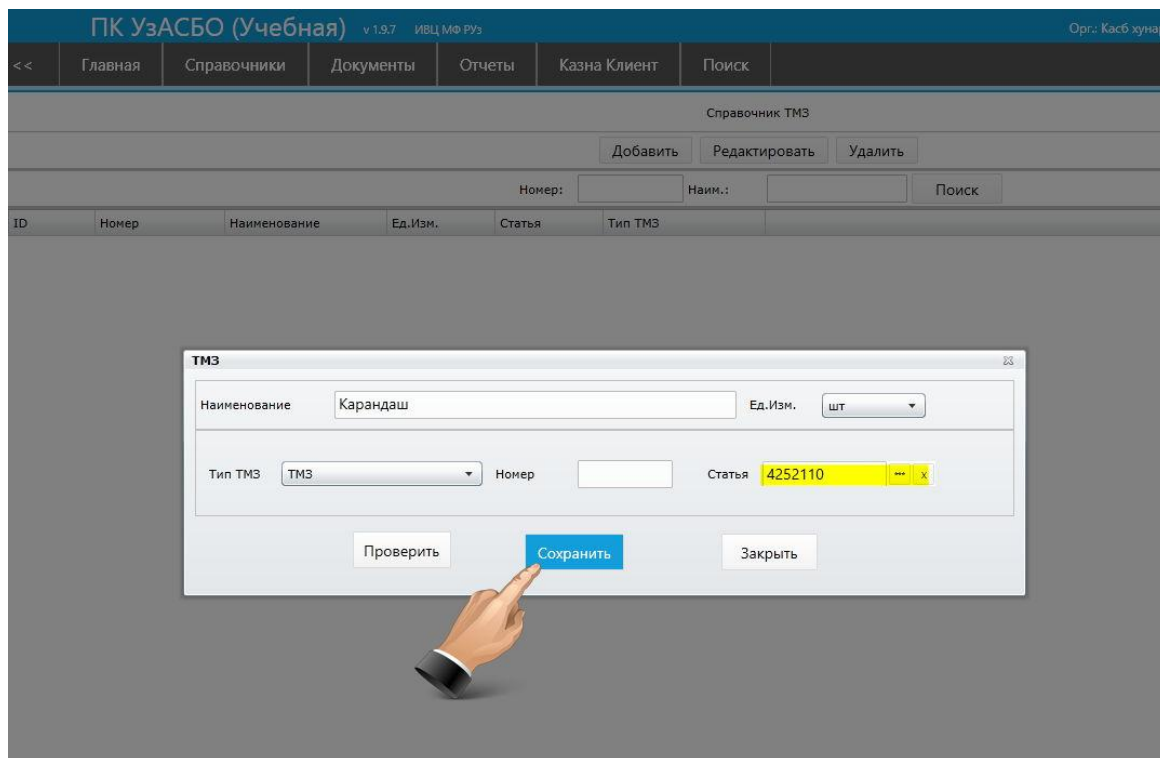 ПК УзАСБО (Учебная) v 1.9.7 ИВЦ МФ РУз Орг.: Касб хунар
<< Главная Справочники Документы Отчеты Казна Клиент Поиск
Справочник ТМЗ
Добавить Редактировать Удалить
Номер: Наим.: Поиск
ID Номер Наименование Ед.Изм. Статья Тип ТМЗ
ТМЗ
Наименование Карандаш Ед.Изм. шт
Тип ТМЗ ТМЗ Номер Статья 4252110 ... x
Проверить Сохранить Закрыть